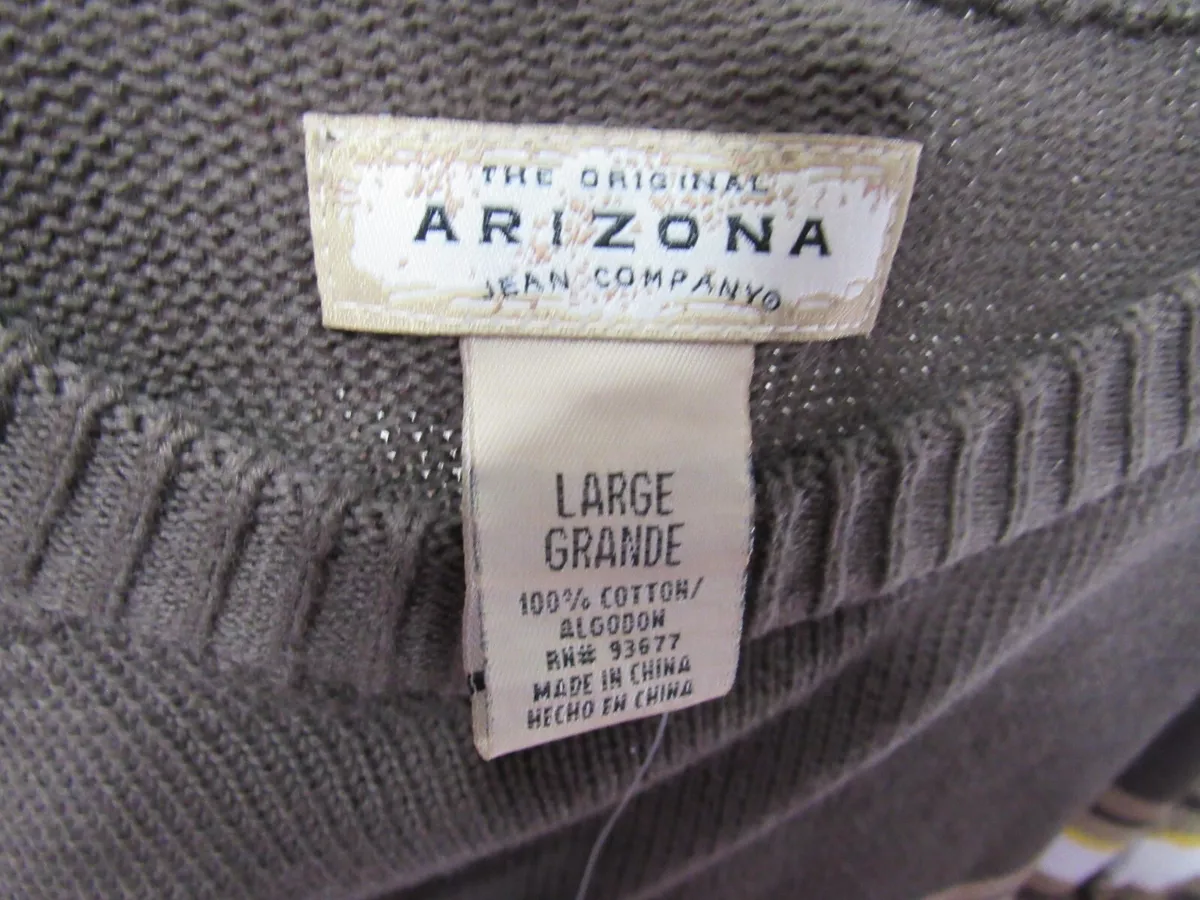 THE ORIGINAL
ARIZONA
JEAN COMPANY®
LARGE
GRANDE
100% COTTON/
ALGODON
RN# 93677
MADE IN CHINA
HECHO EN CHINA